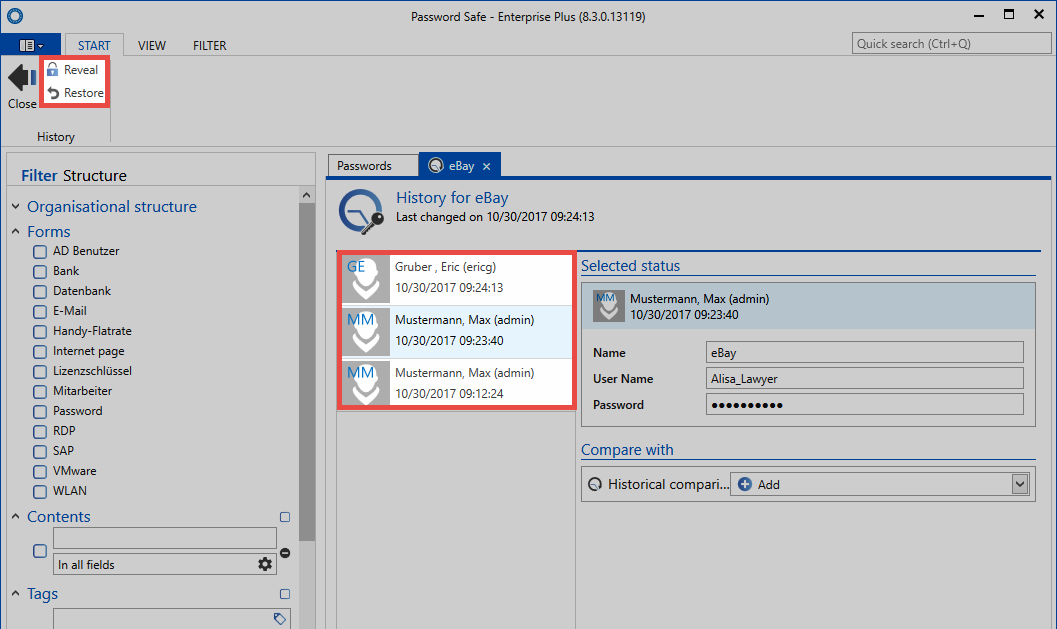 Password Safe - Enterprise Plus (8.3.0.13119)
START VIEW FILTER
Quick search (Ctrl+Q)
Close
Reveal
Restore
History
Filter Structure
Organisational structure
Forms
AD Benutzer
Bank
Datenbank
E-Mail
Handy-Flatrate
Internet page
Lizenzschlüssel
Mitarbeiter
Password
RDP
SAP
VMware
WLAN
Contents
In all fields
Tags
Passwords
eBay
History for eBay
Last changed on 10/30/2017 09:24:13
GE
Gruber , Eric (ericg)
10/30/2017 09:24:13
MM
Mustermann, Max (admin)
10/30/2017 09:23:40
MM
Mustermann, Max (admin)
10/30/2017 09:12:24
Selected status
MM
Mustermann, Max (admin)
10/30/2017 09:23:40
Name eBay
User Name Alisa_Lawyer
Password ●●●●●●●●●●
Compare with
Historical compari... Add